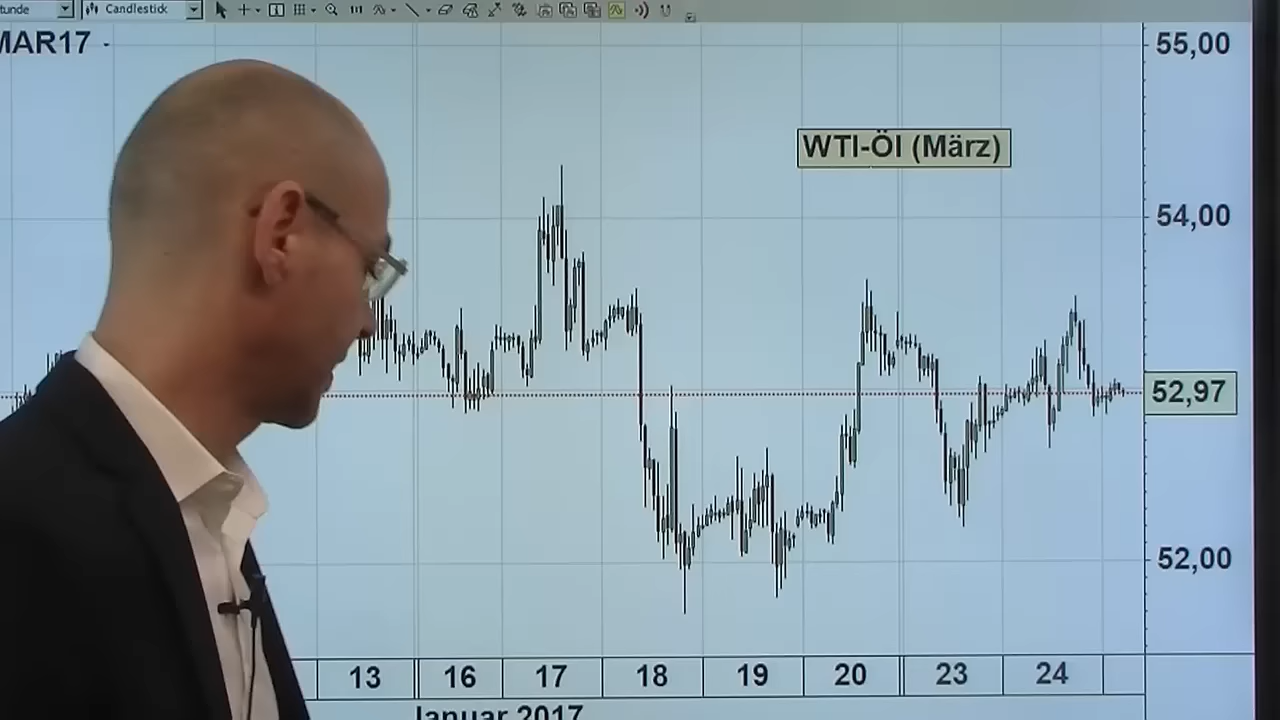 tunde Candlestick
MAR17 -
55,00
WTI-Öl (März)
54,00
52,97
52,00
13 16 17 18 19 20 23 24
Januar 2017